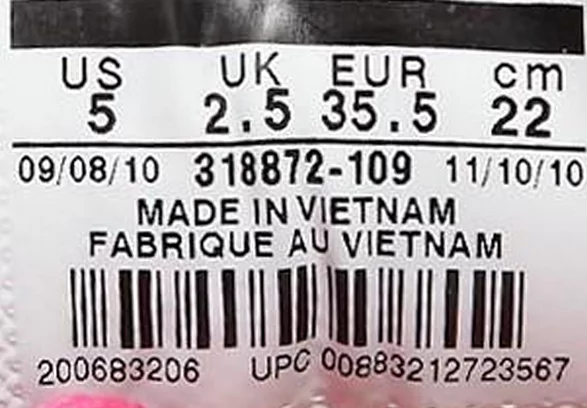 US UK EUR cm
5 2.5 35.5 22
09/08/10 318872-109 11/10/10
MADE IN VIETNAM
FABRIQUE AU VIETNAM
200683206 UPC 00883212723567